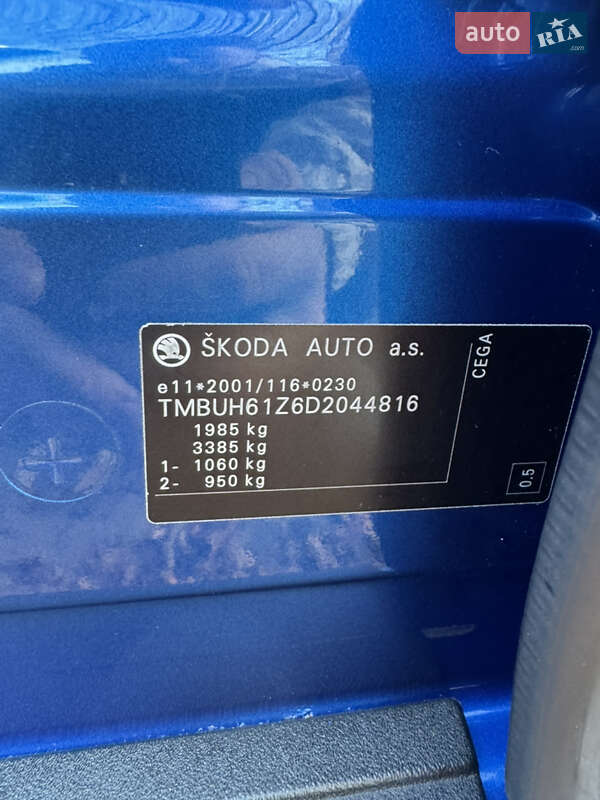 auto RIA .com
ŠKODA AUTO a.s.
CEGA
e11*2001/116*0230
TMBUH61Z6D2044816
1985 kg
3385 kg
1- 1060 kg
2- 950 kg
0.5